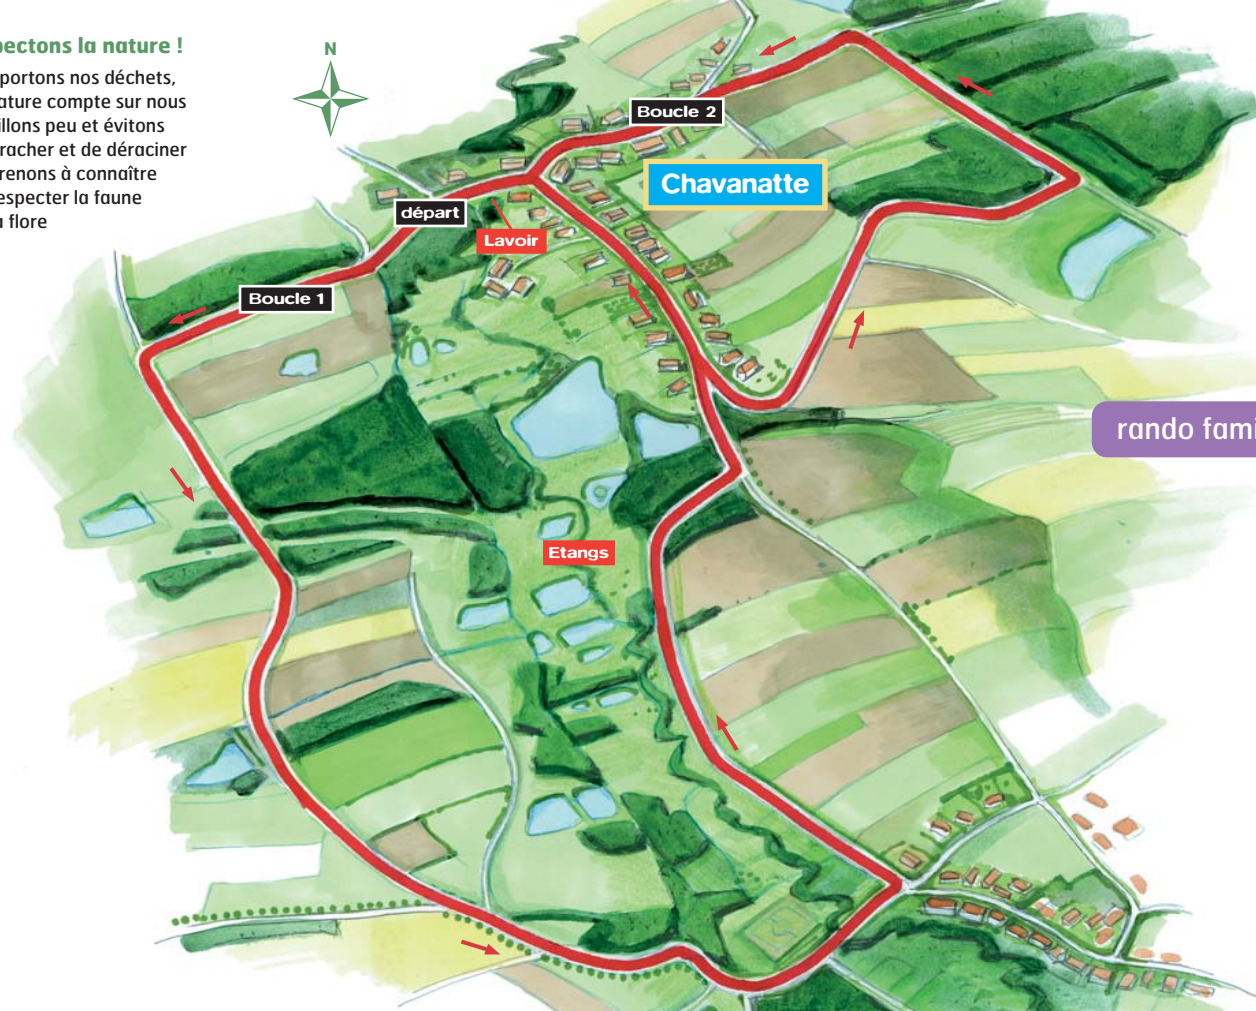 pectons la nature !
portons nos déchets,
ature compte sur nous
illons peu et évitons
racher et de déraciner
renons à connaître
especter la faune
a flore
N
Boucle 2
Chavanatte
départ
Lavoir
Boucle 1
rando fami
Etangs